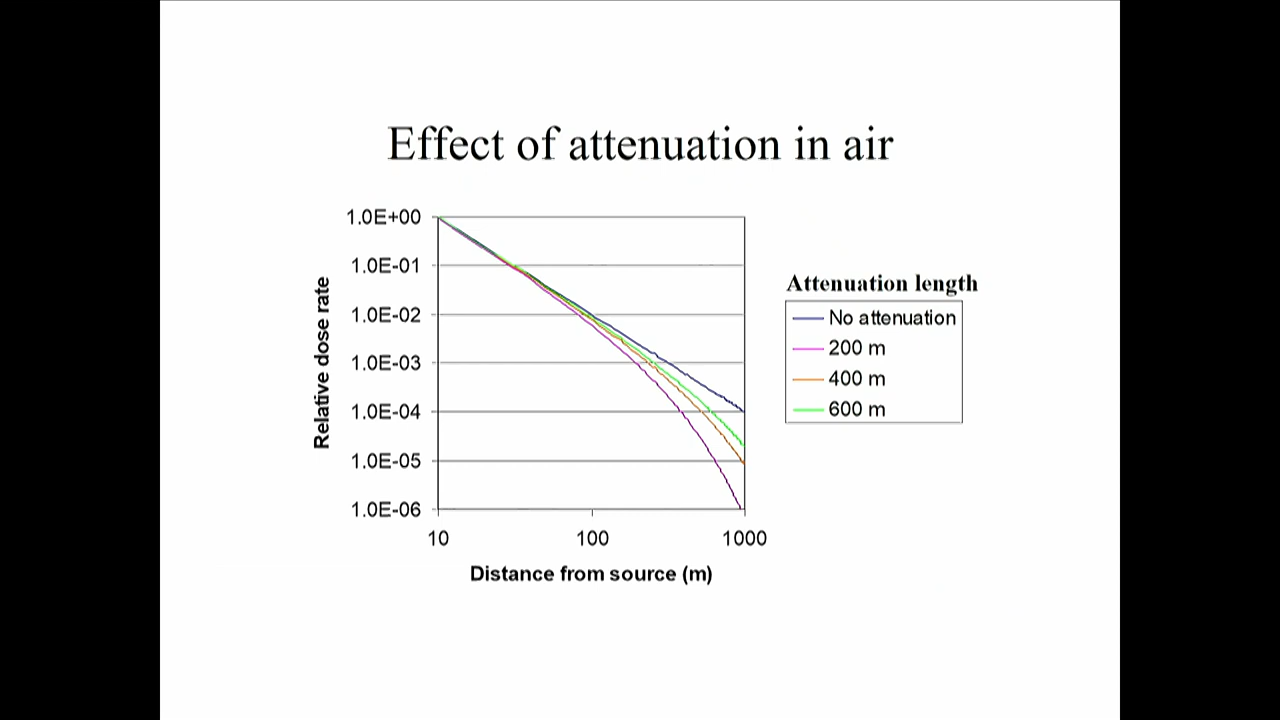 Effect of attenuation in air
1.0E+00
1.0E-01
1.0E-02
1.0E-03
1.0E-04
1.0E-05
1.0E-06
Relative dose rate
10 100 1000
Distance from source (m)
Attenuation length
No attenuation
200 m
400 m
600 m